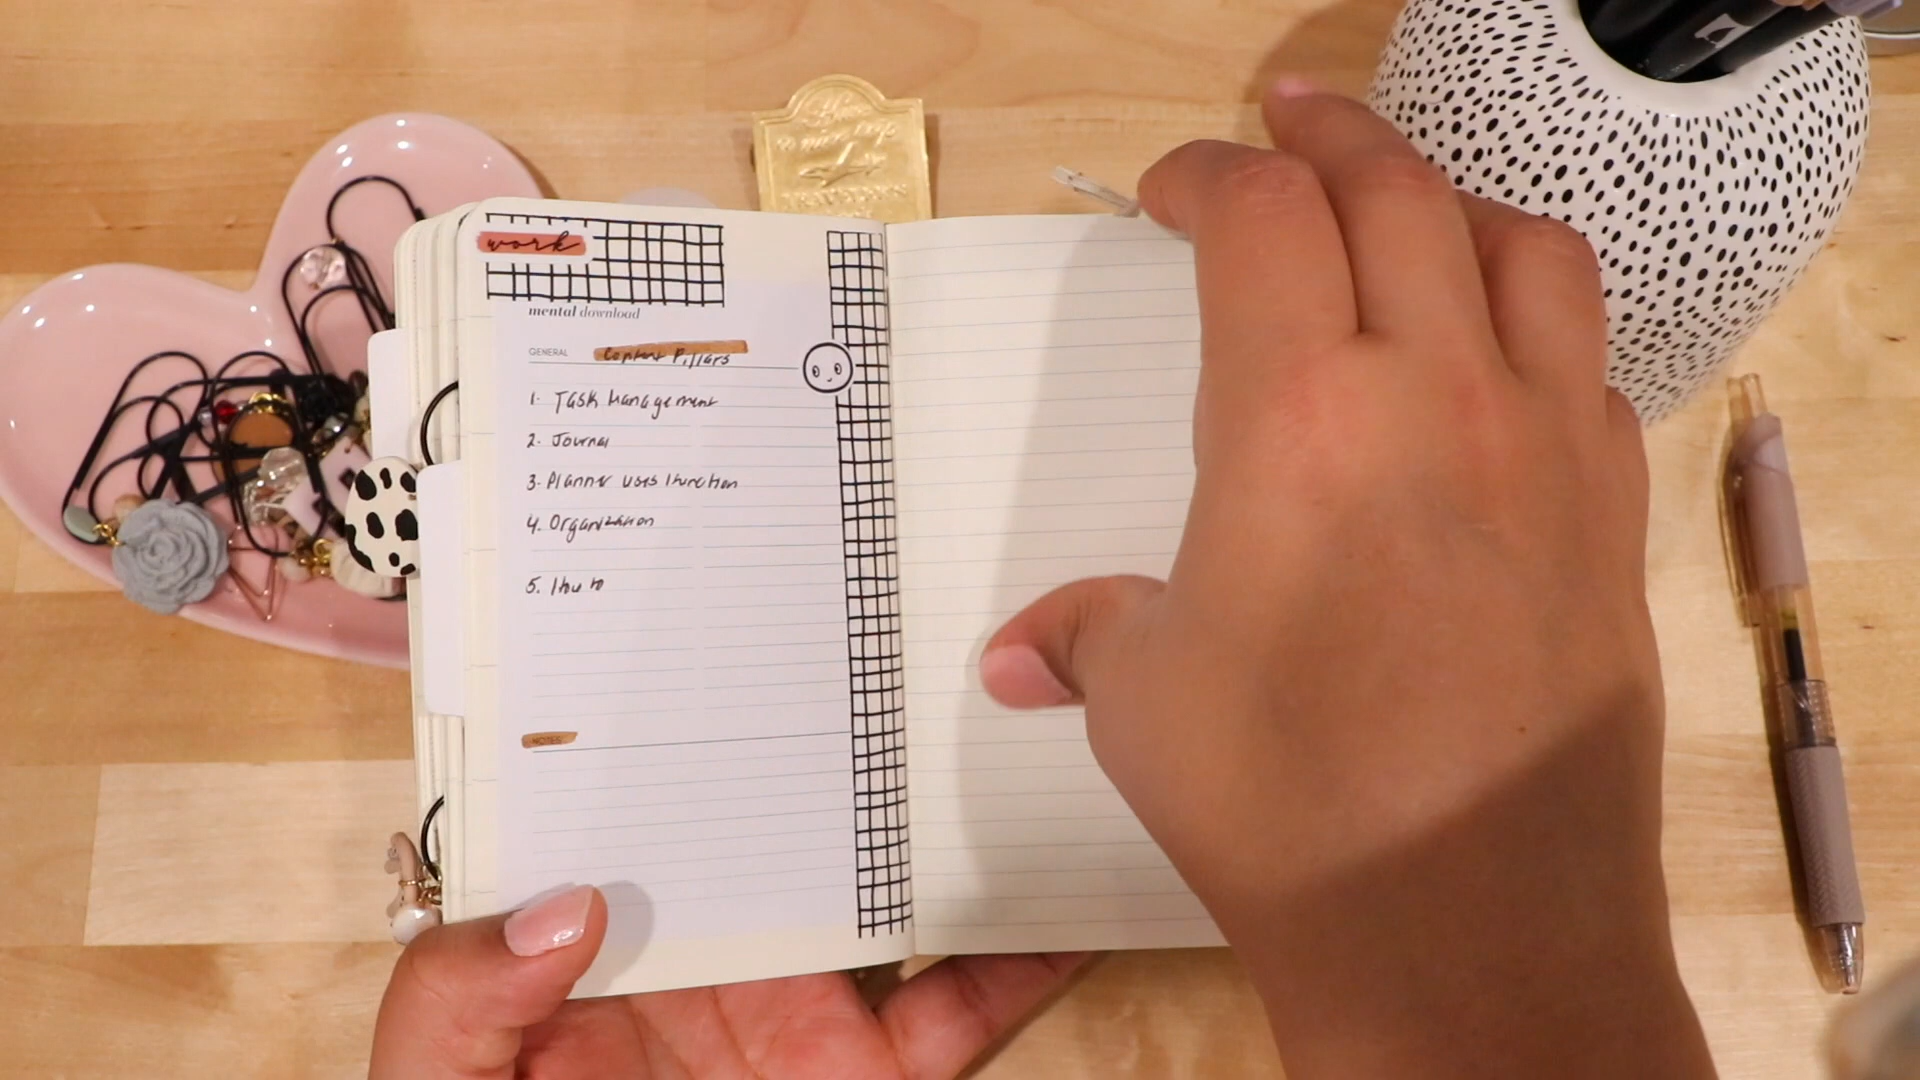 work
mental download
GENERAL Content Pillars
1. Task Management
2. Journal
3. Planner uses/function
4. Organization
5. How to
NOTES